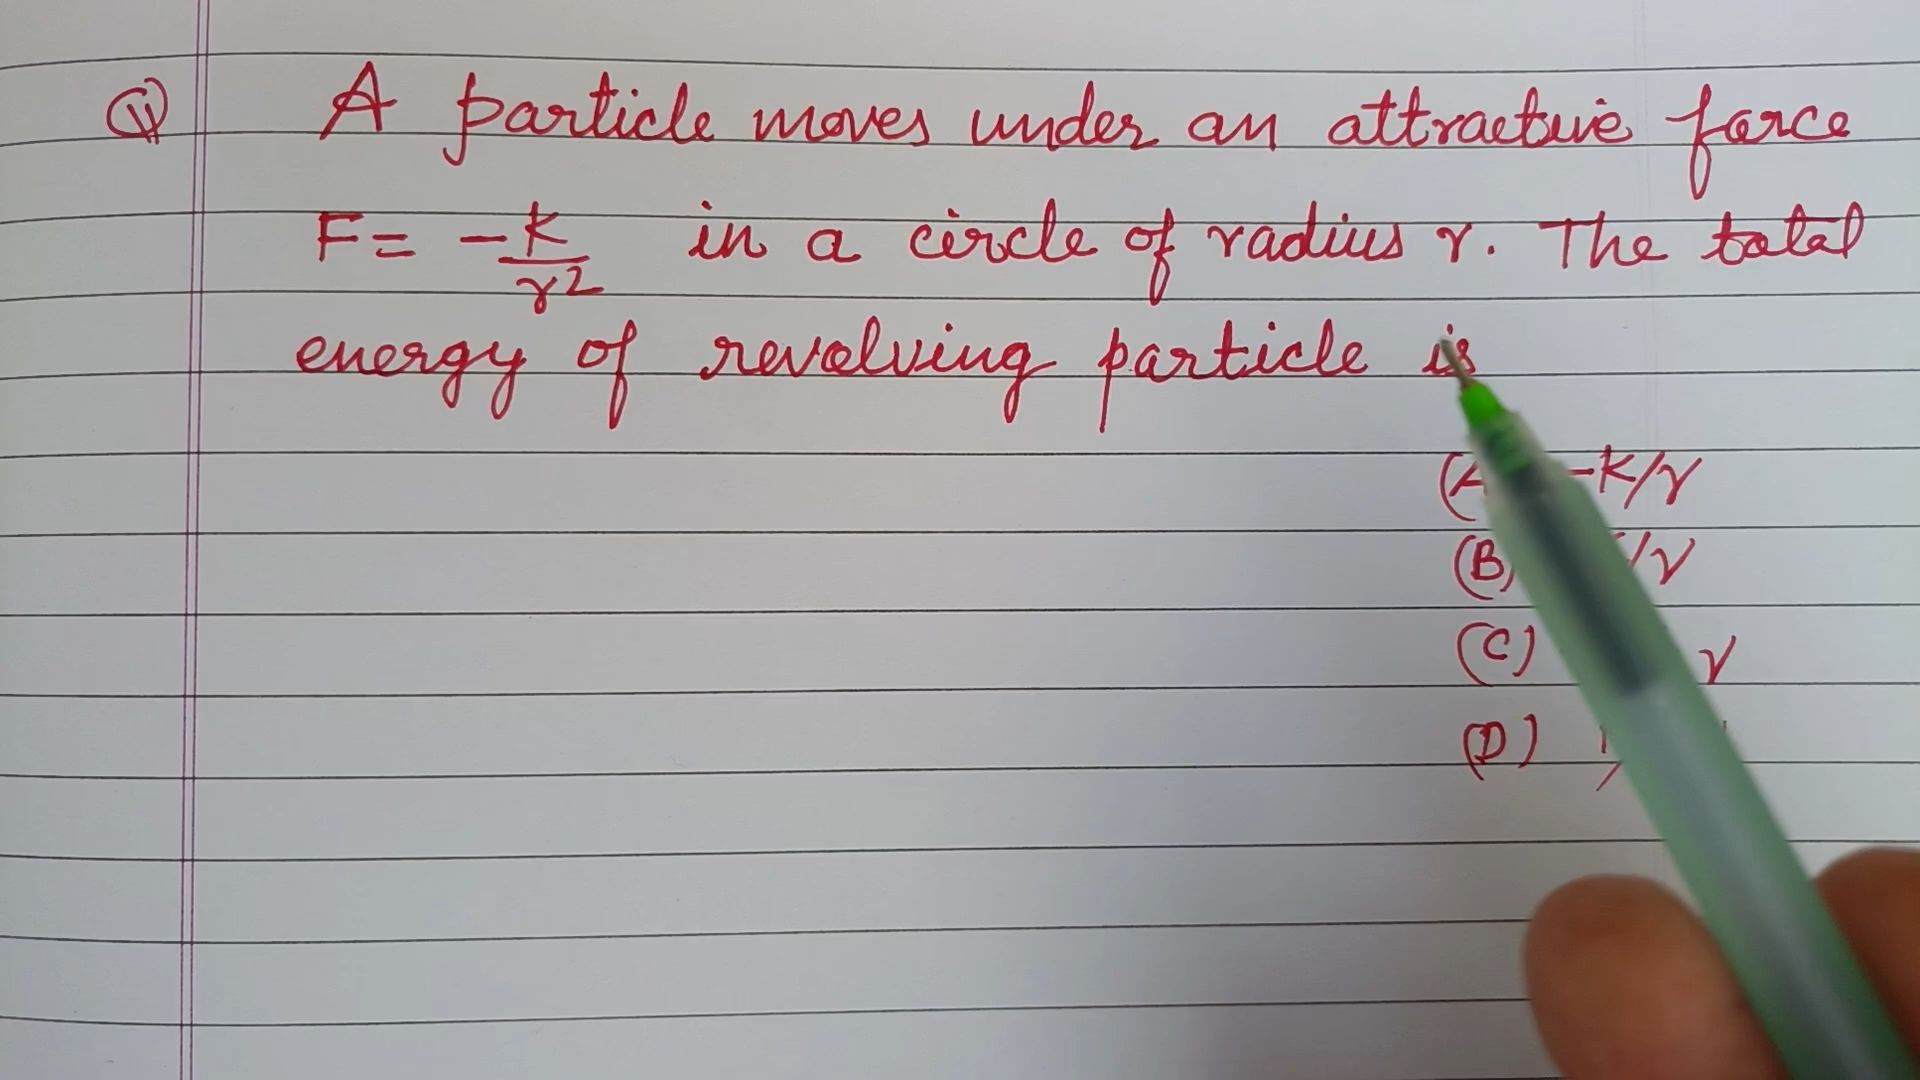 Q A particle moves under an attractive force
F = -K/r² in a circle of radius r. The total
energy of revolving particle is
(A) -K/r
(B) /r
(C) r
(D)